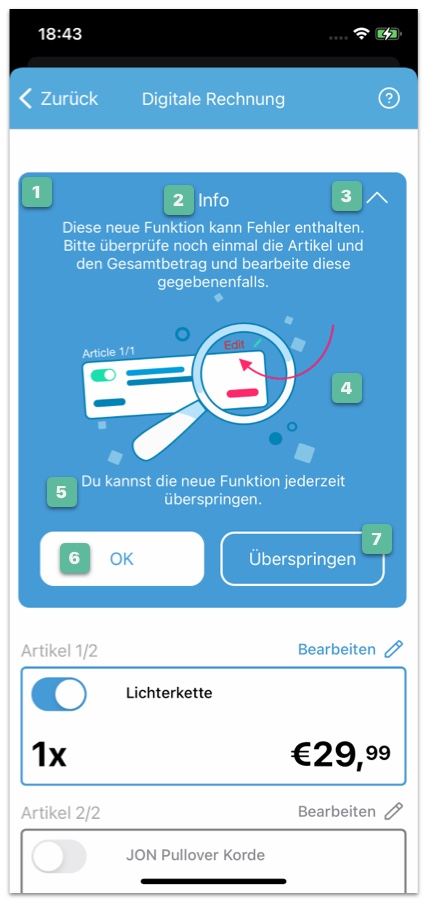 18:43
Zurück
Digitale Rechnung
?
1
2
Info
3
Diese neue Funktion kann Fehler enthalten.
Bitte überprüfe noch einmal die Artikel und
den Gesamtbetrag und bearbeite diese
gegebenenfalls.
Article 1/1
Edit
4
5
Du kannst die neue Funktion jederzeit
überspringen.
6
OK
Überspringen
7
Artikel 1/2
Bearbeiten
Lichterkette
1x
€29,99
Artikel 2/2
Bearbeiten
JON Pullover Korde